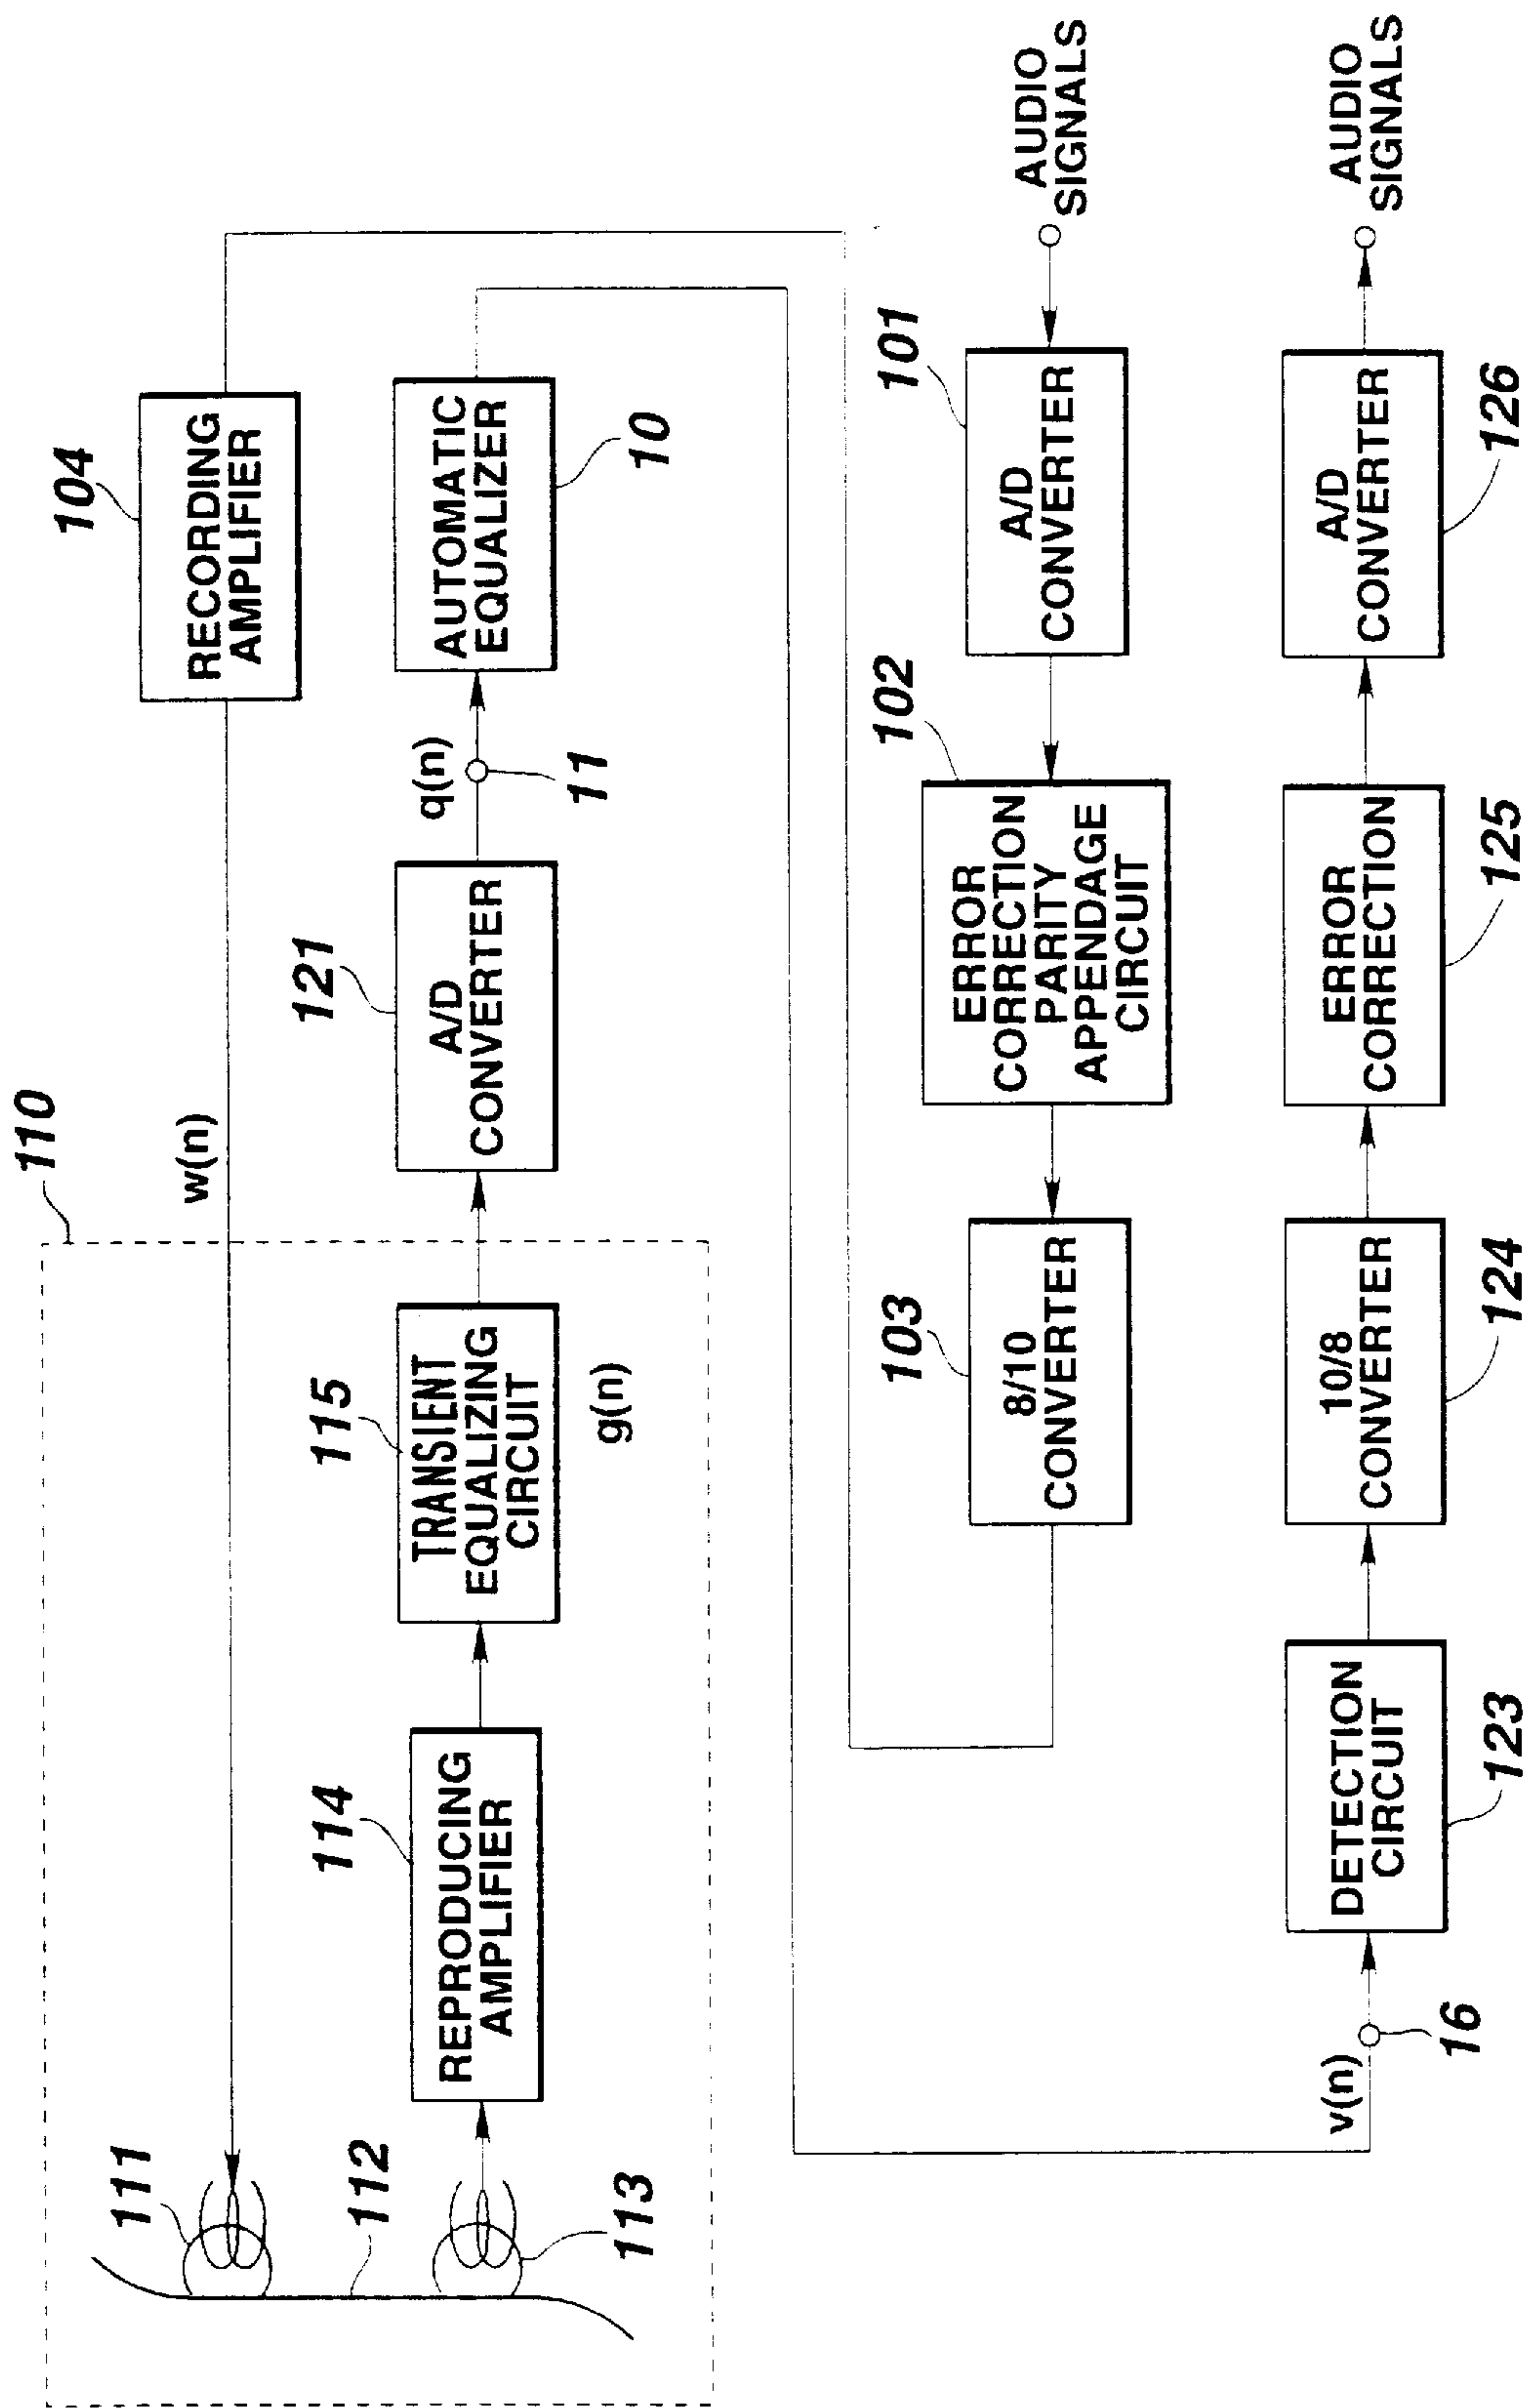 110
111
112
113
w(n)
104
RECORDING
AMPLIFIER
114
REPRODUCING
AMPLIFIER
115
TRANSIENT
EQUALIZING
CIRCUIT
g(n)
121
A/D
CONVERTER
q(n)
11
AUTOMATIC
EQUALIZER
10
103
8/10
CONVERTER
102
ERROR
CORRECTION
PARITY
APPENDAGE
CIRCUIT
101
A/D
CONVERTER
AUDIO
SIGNALS
v(n)
16
DETECTION
CIRCUIT
123
10/8
CONVERTER
124
ERROR
CORRECTION
125
A/D
CONVERTER
126
AUDIO
SIGNALS